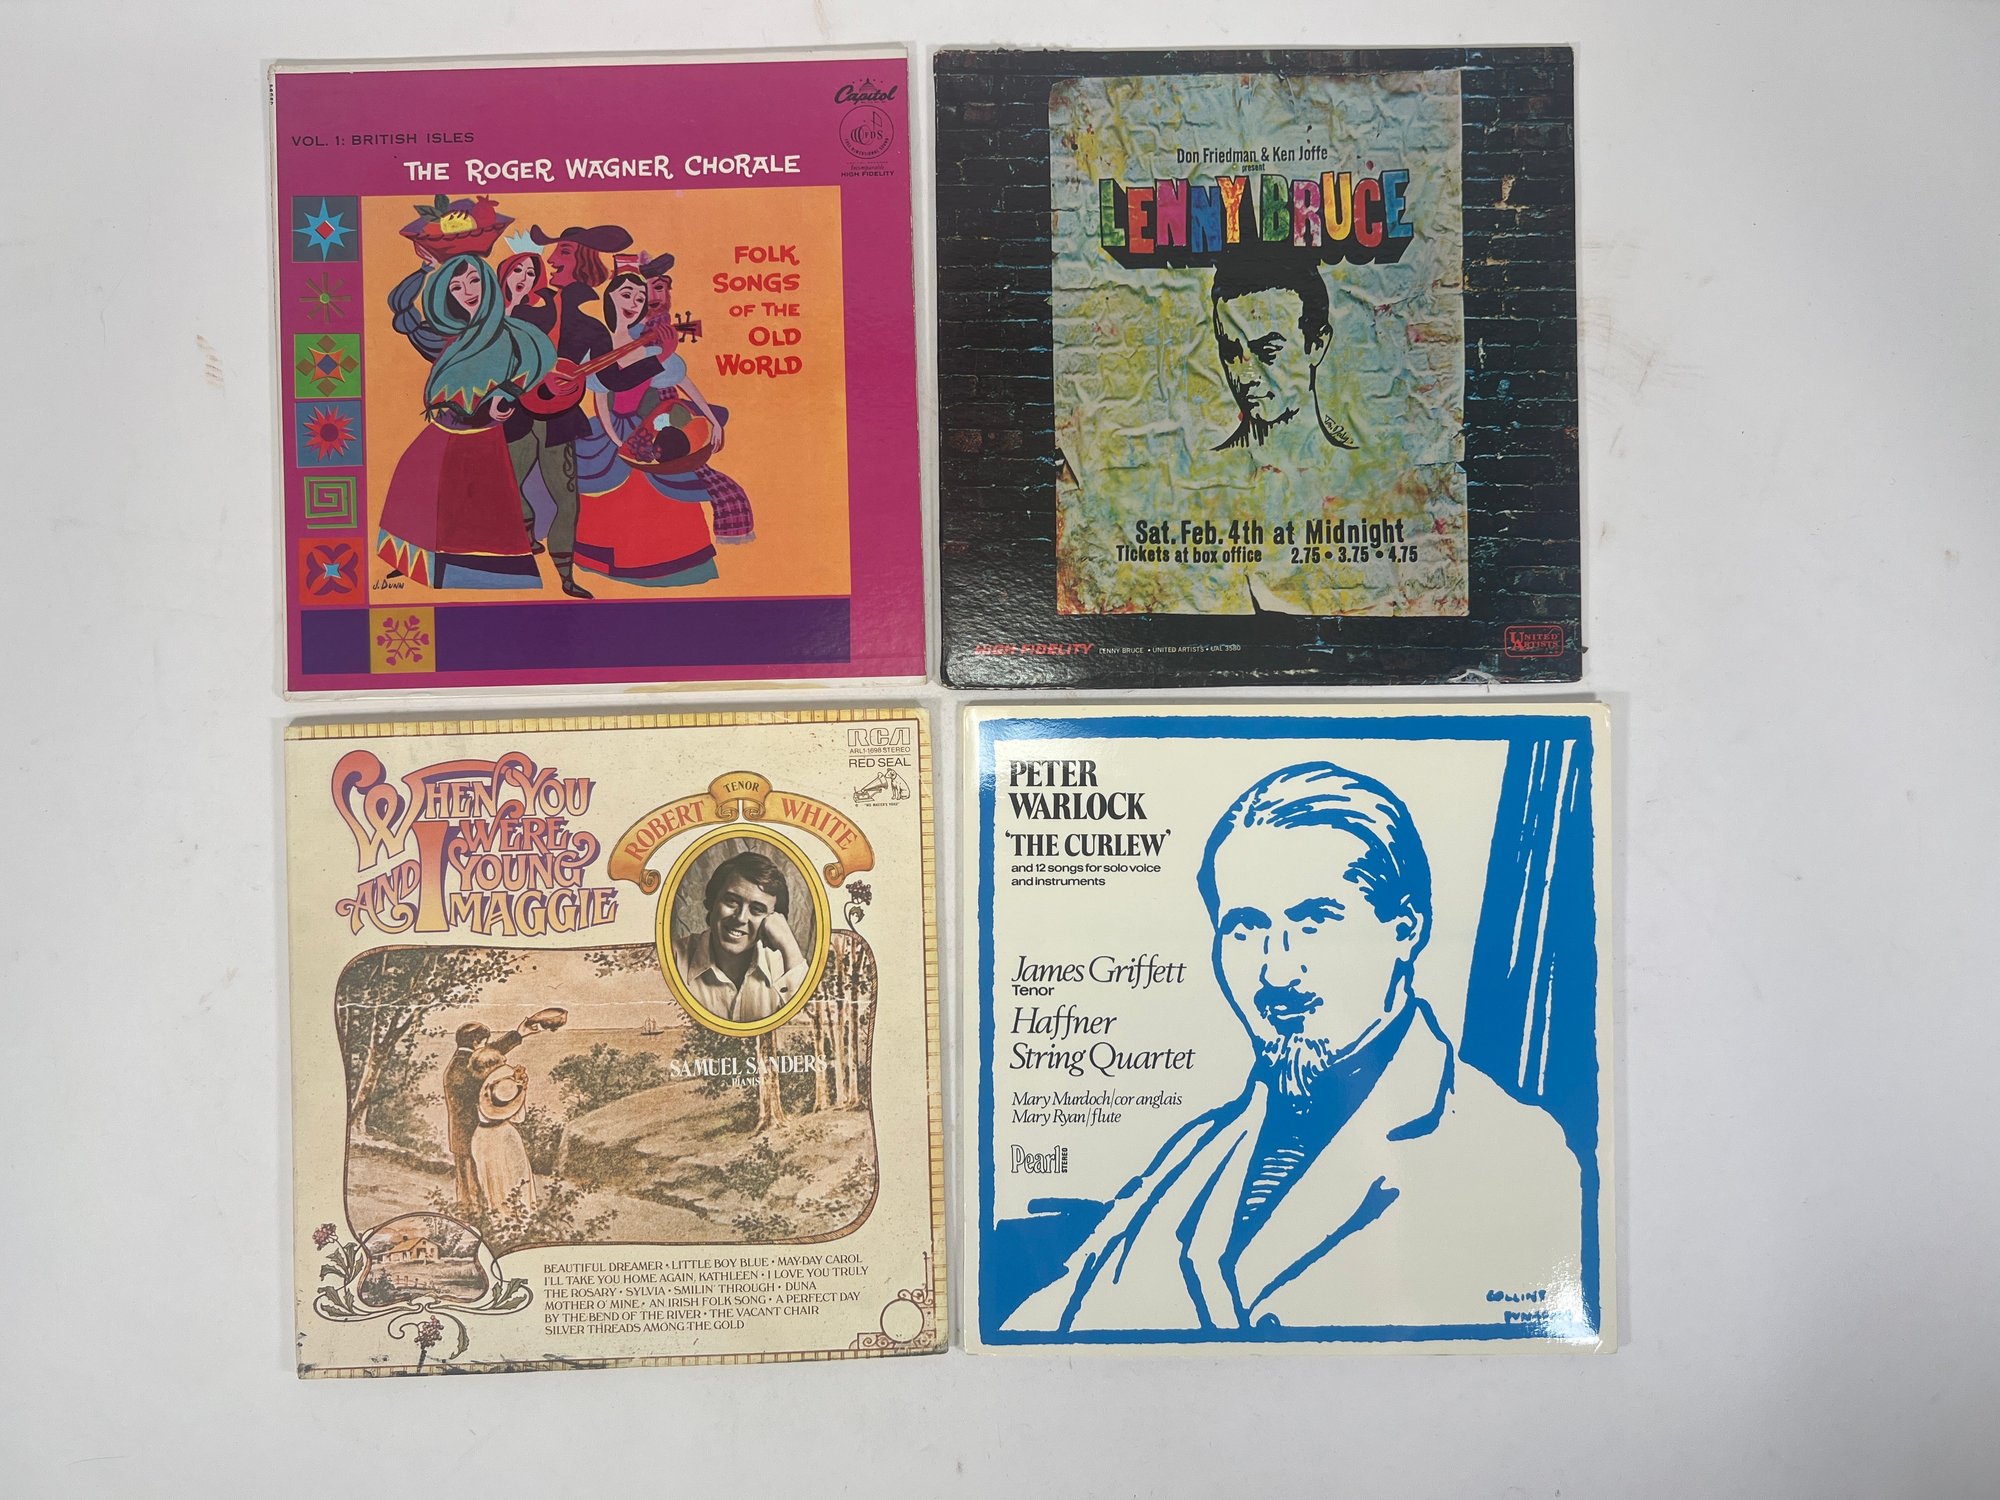 VOL. 1: BRITISH ISLES
THE ROGER WAGNER CHORALE
Capitol
FDS
HIGH FIDELITY
FOLK
SONGS
OF THE
OLD
WORLD
J. DUNN
Don Friedman & Ken Joffe
present
LENNY BRUCE
Sat. Feb. 4th at Midnight
Tickets at box office 2.75 • 3.75 • 4.75
HIGH FIDELITY LENNY BRUCE • UNITED ARTISTS • UAL 3580
UNITED
ARTISTS
WHEN YOU
WERE
YOUNG
AND I
MAGGIE
ROBERT TENOR WHITE
RCA
ARL1-1698 STEREO
RED SEAL
"HIS MASTER'S VOICE"
SAMUEL SANDERS
PIANIST
BEAUTIFUL DREAMER • LITTLE BOY BLUE • MAY-DAY CAROL
I'LL TAKE YOU HOME AGAIN, KATHLEEN • I LOVE YOU TRULY
THE ROSARY • SYLVIA • SMILIN' THROUGH • DUNA
MOTHER O' MINE • AN IRISH FOLK SONG • A PERFECT DAY
BY THE BEND OF THE RIVER • THE VACANT CHAIR
SILVER THREADS AMONG THE GOLD
PETER
WARLOCK
'THE CURLEW'
and 12 songs for solo voice
and instruments
James Griffett
Tenor
Haffner
String Quartet
Mary Murdoch/cor anglais
Mary Ryan/flute
Pearl STEREO